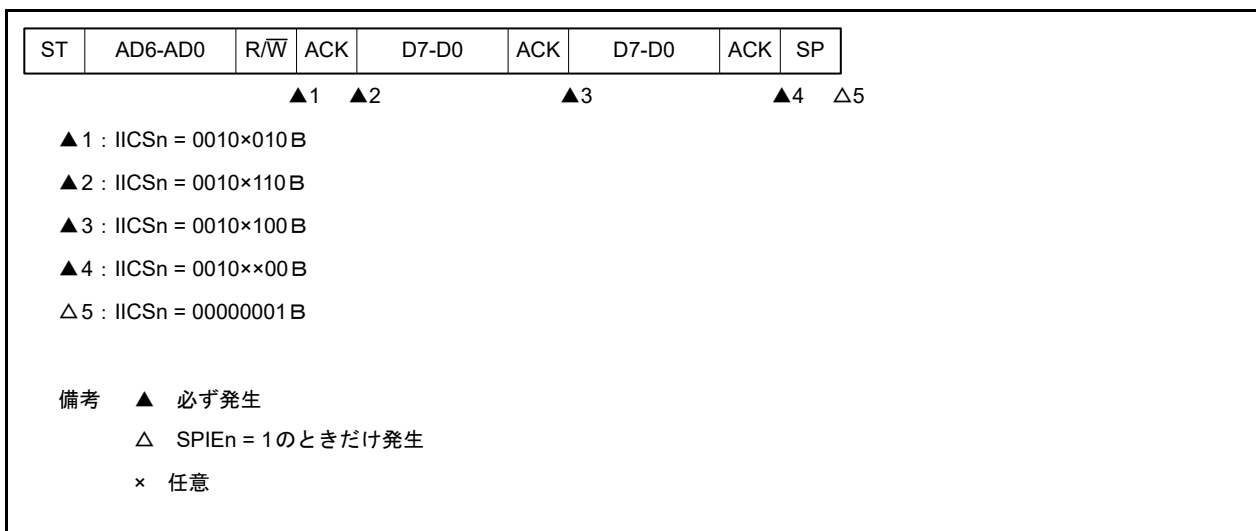 ST AD6-AD0 R/W̅ ACK D7-D0 ACK D7-D0 ACK SP
▲1 ▲2 ▲3 ▲4 △5
▲1：IICSn = 0010×010B
▲2：IICSn = 0010×110B
▲3：IICSn = 0010×100B
▲4：IICSn = 0010××00B
△5：IICSn = 00000001B
備考 ▲ 必ず発生
△ SPIEn = 1のときだけ発生
× 任意